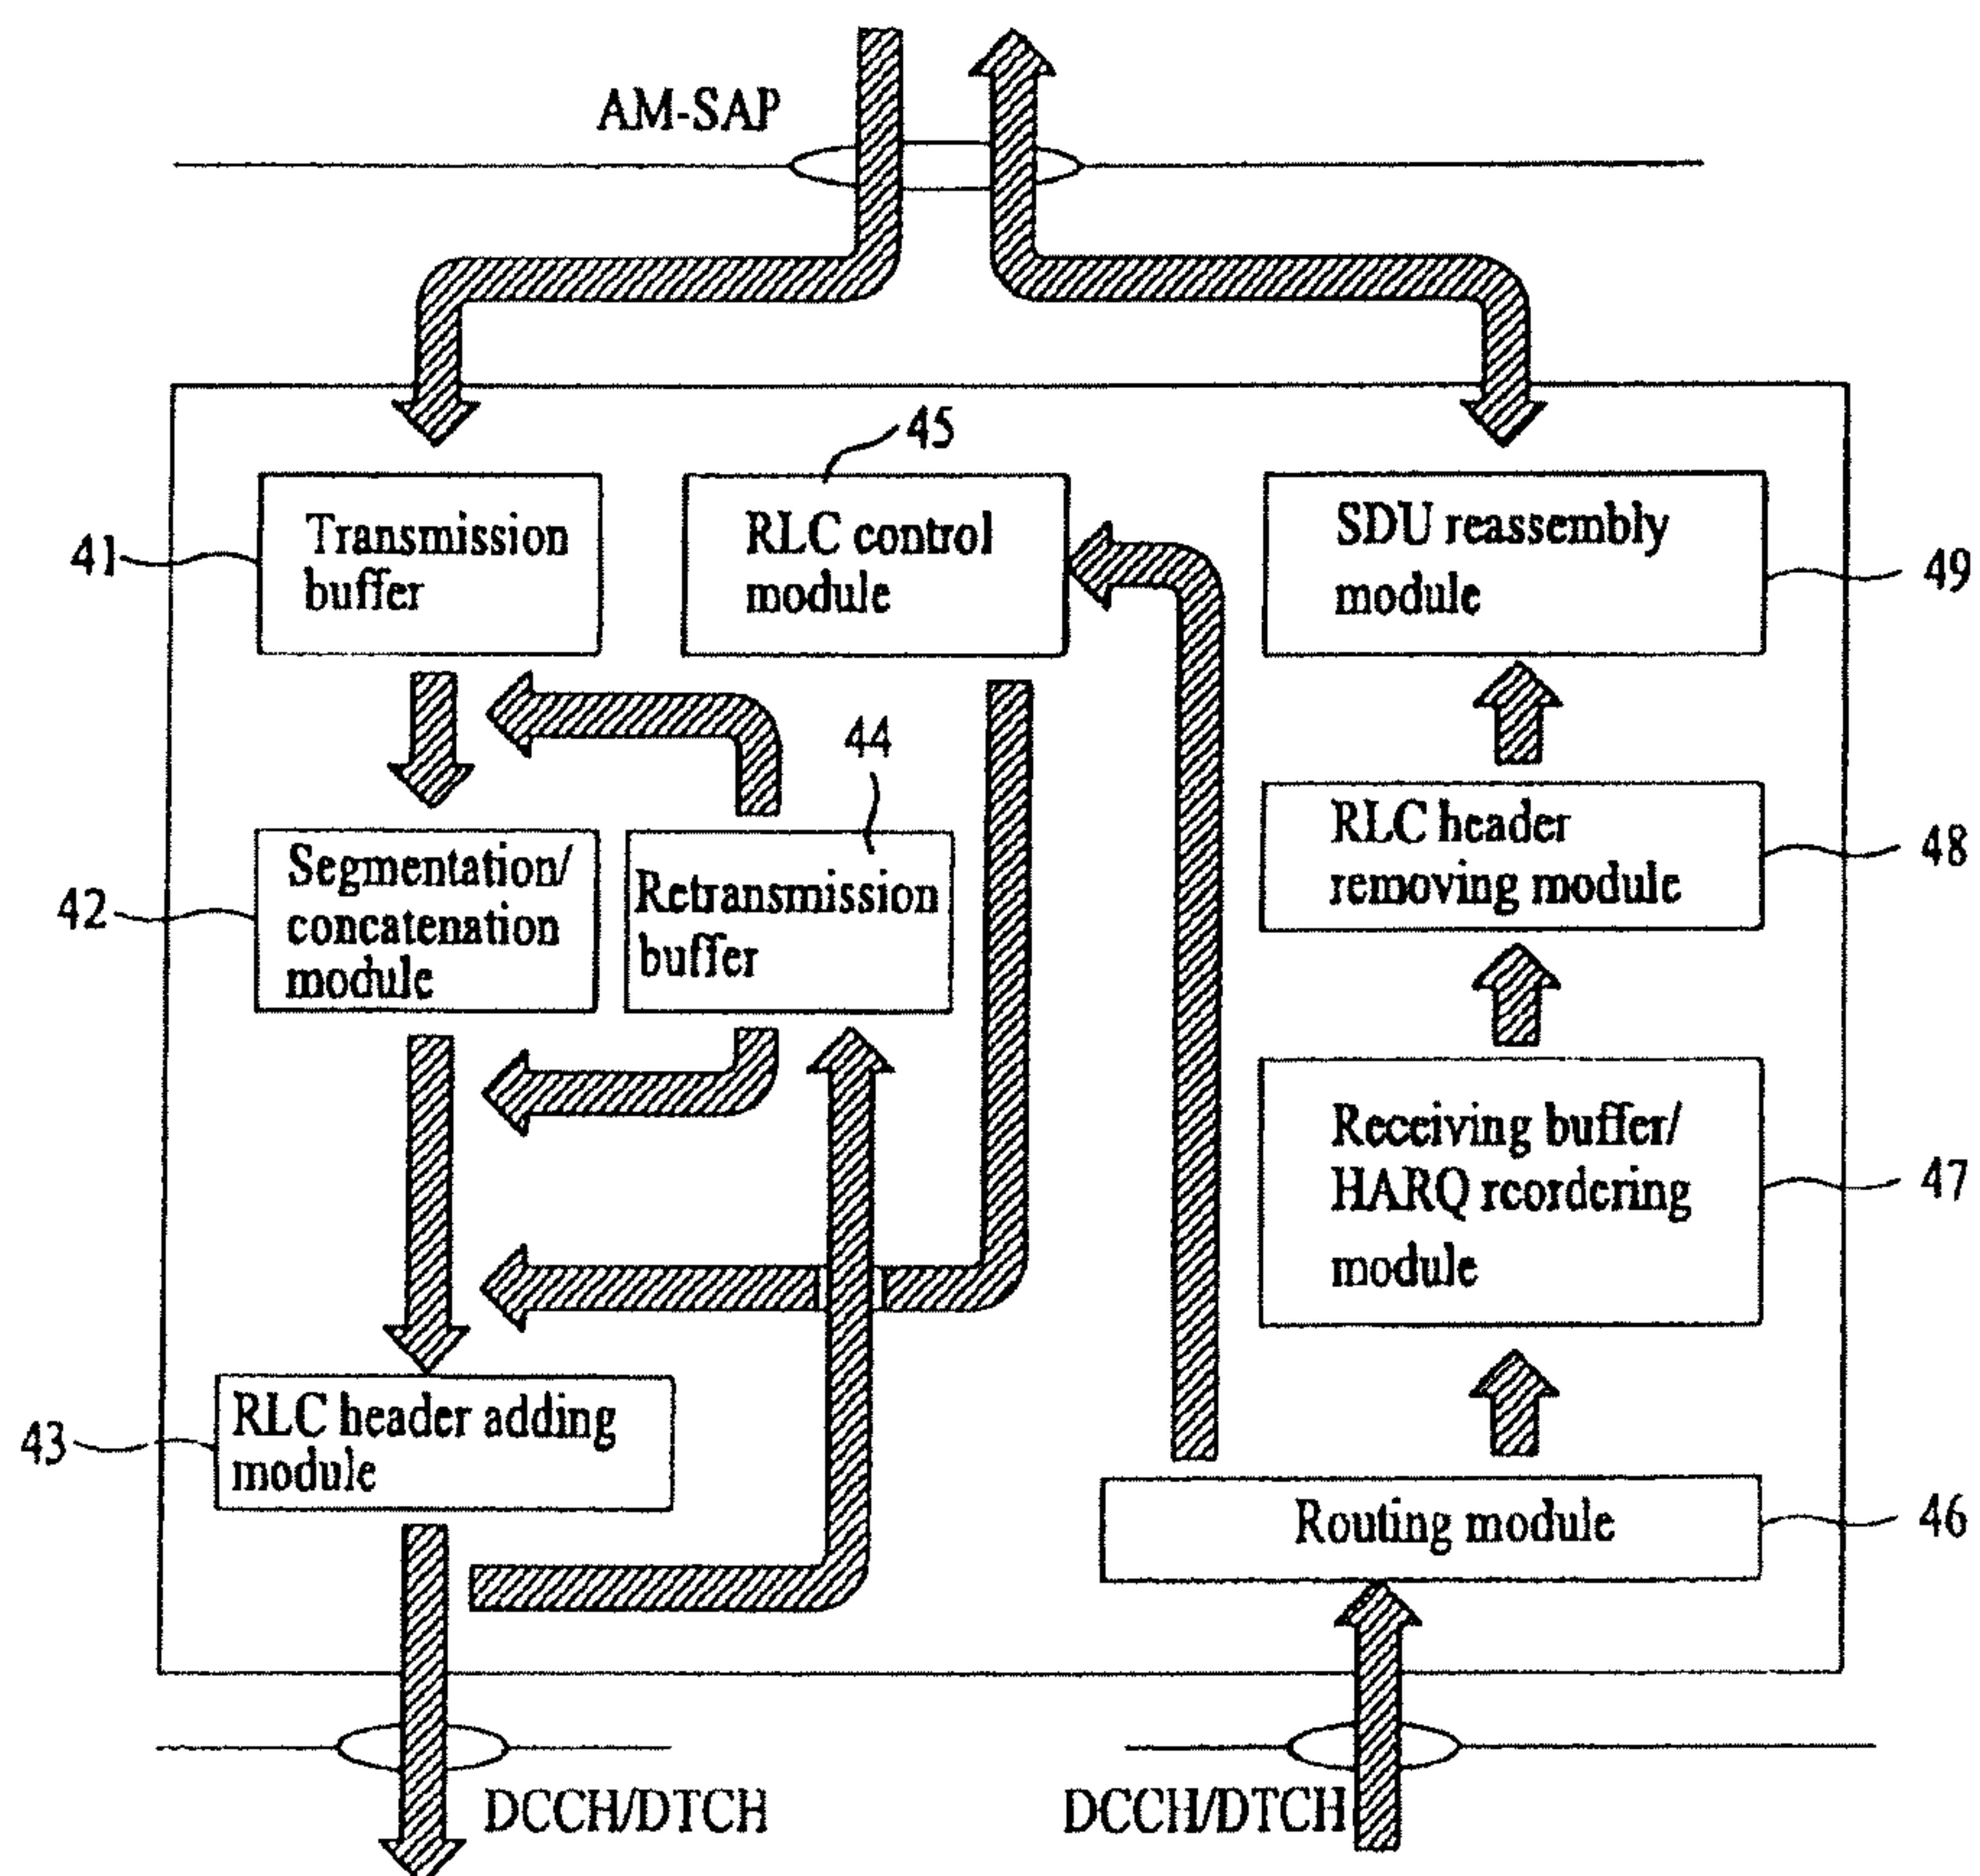 AM-SAP
45
Transmission
buffer
41
RLC control
module
SDU reassembly
module
49
44
Segmentation/
concatenation
module
42
Retransmission
buffer
RLC header
removing module
48
Receiving buffer/
HARQ reordering
module
47
RLC header adding
module
43
Routing module
46
DCCH/DTCH
DCCH/DTCH